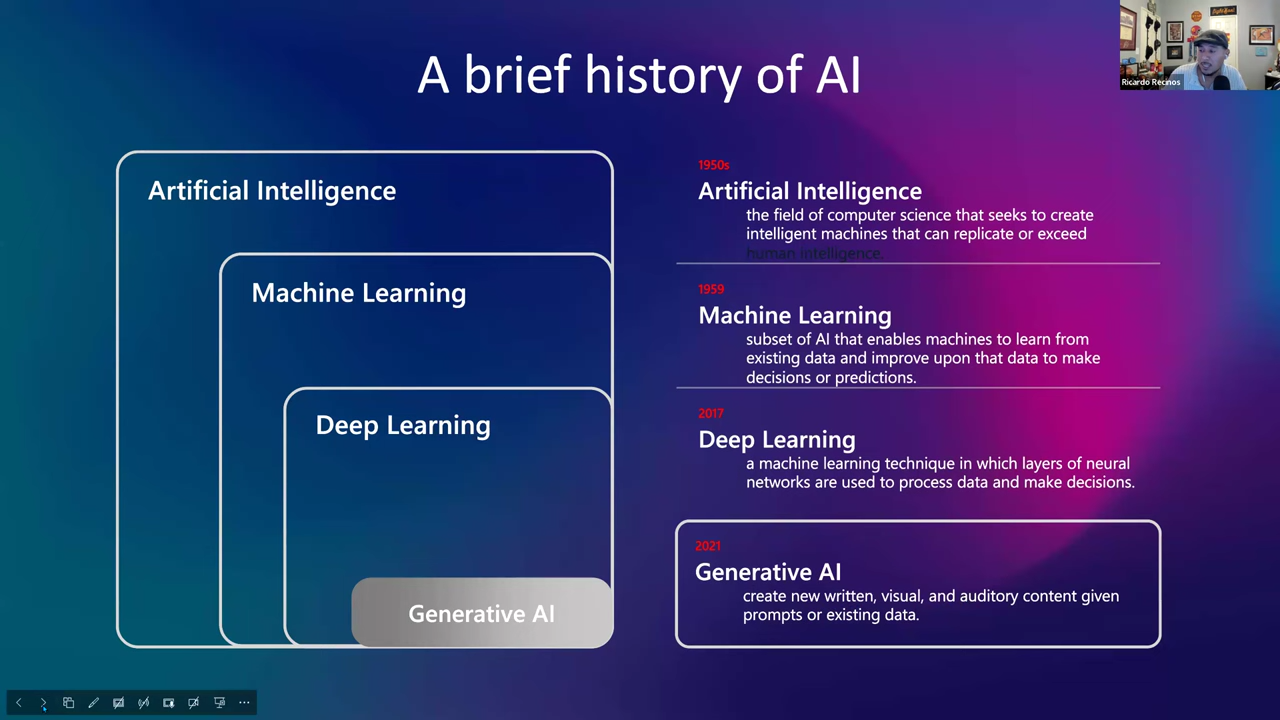 A brief history of AI
Ricardo Recinos
Artificial Intelligence
Machine Learning
Deep Learning
Generative AI
1950s
Artificial Intelligence
the field of computer science that seeks to create
intelligent machines that can replicate or exceed
human intelligence.
1959
Machine Learning
subset of AI that enables machines to learn from
existing data and improve upon that data to make
decisions or predictions.
2017
Deep Learning
a machine learning technique in which layers of neural
networks are used to process data and make decisions.
2021
Generative AI
create new written, visual, and auditory content given
prompts or existing data.